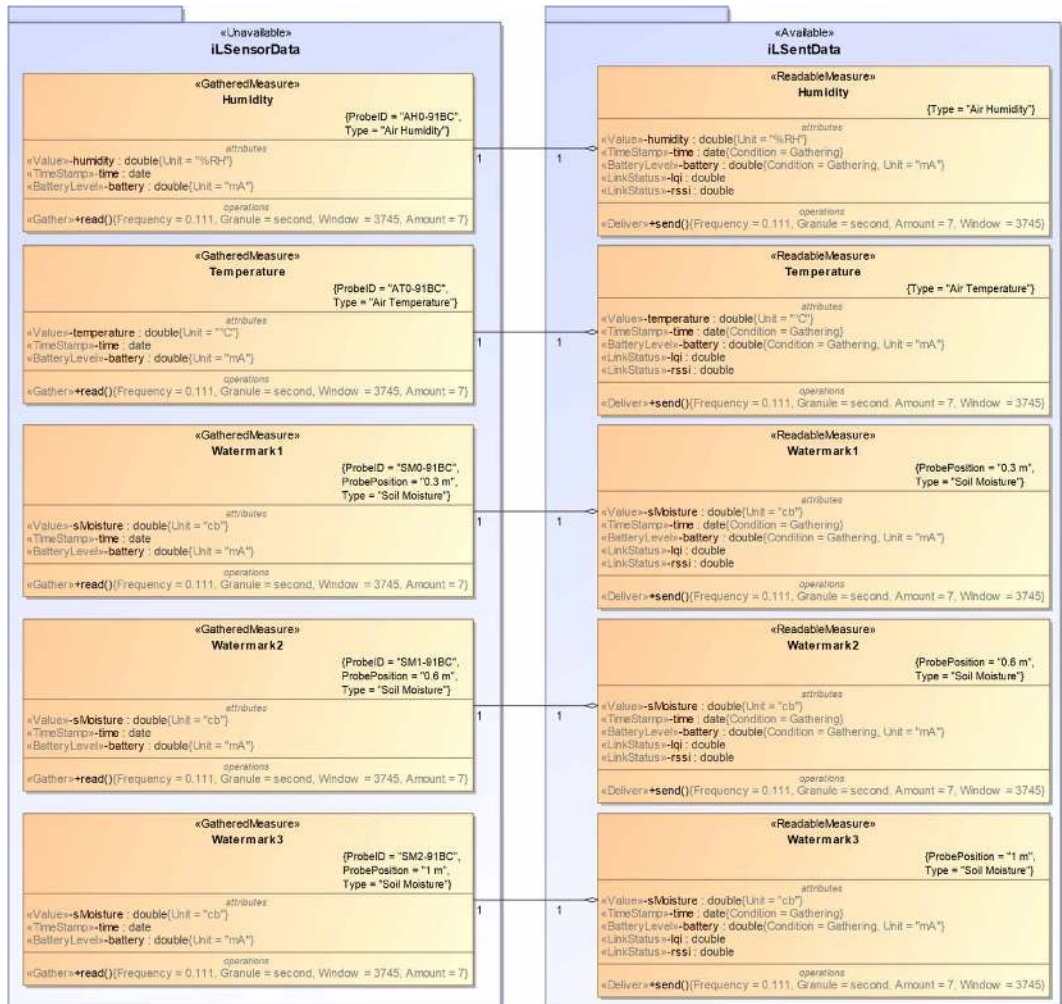 «Unavailable»
iLSensorData
«GatheredMeasure»
Humidity
{ProbeID = "AH0-91BC",
Type = "Air Humidity"}
attributes
«Value»-humidity : double{Unit = "%RH"}
«TimeStamp»-time : date
«BatteryLevel»-battery : double{Unit = "mA"}
operations
«Gather»+read(){Frequency = 0.111, Granule = second, Window = 3745, Amount = 7}
«GatheredMeasure»
Temperature
{ProbeID = "AT0-91BC",
Type = "Air Temperature"}
attributes
«Value»-temperature : double{Unit = "°C"}
«TimeStamp»-time : date
«BatteryLevel»-battery : double{Unit = "mA"}
operations
«Gather»+read(){Frequency = 0.111, Granule = second, Window = 3745, Amount = 7}
«GatheredMeasure»
Watermark1
{ProbeID = "SM0-91BC",
ProbePosition = "0.3 m",
Type = "Soil Moisture"}
attributes
«Value»-sMoisture : double{Unit = "cb"}
«TimeStamp»-time : date
«BatteryLevel»-battery : double{Unit = "mA"}
operations
«Gather»+read(){Frequency = 0.111, Granule = second, Window = 3745, Amount = 7}
«GatheredMeasure»
Watermark2
{ProbeID = "SM1-91BC",
ProbePosition = "0.6 m",
Type = "Soil Moisture"}
attributes
«Value»-sMoisture : double{Unit = "cb"}
«TimeStamp»-time : date
«BatteryLevel»-battery : double{Unit = "mA"}
operations
«Gather»+read(){Frequency = 0.111, Granule = second, Window = 3745, Amount = 7}
«GatheredMeasure»
Watermark3
{ProbeID = "SM2-91BC",
ProbePosition = "1 m",
Type = "Soil Moisture"}
attributes
«Value»-sMoisture : double{Unit = "cb"}
«TimeStamp»-time : date
«BatteryLevel»-battery : double{Unit = "mA"}
operations
«Gather»+read(){Frequency = 0.111, Granule = second, Window = 3745, Amount = 7}
1 1
1 1
1 1
1 1
1 1
«Available»
iLSentData
«ReadableMeasure»
Humidity
{Type = "Air Humidity"}
attributes
«Value»-humidity : double{Unit = "%RH"}
«TimeStamp»-time : date{Condition = Gathering}
«BatteryLevel»-battery : double{Condition = Gathering, Unit = "mA"}
«LinkStatus»-lqi : double
«LinkStatus»-rssi : double
operations
«Deliver»+send(){Frequency = 0.111, Granule = second, Amount = 7, Window = 3745}
«ReadableMeasure»
Temperature
{Type = "Air Temperature"}
attributes
«Value»-temperature : double{Unit = "°C"}
«TimeStamp»-time : date{Condition = Gathering}
«BatteryLevel»-battery : double{Condition = Gathering, Unit = "mA"}
«LinkStatus»-lqi : double
«LinkStatus»-rssi : double
operations
«Deliver»+send(){Frequency = 0.111, Granule = second, Amount = 7, Window = 3745}
«ReadableMeasure»
Watermark1
{ProbePosition = "0.3 m",
Type = "Soil Moisture"}
attributes
«Value»-sMoisture : double{Unit = "cb"}
«TimeStamp»-time : date{Condition = Gathering}
«BatteryLevel»-battery : double{Condition = Gathering, Unit = "mA"}
«LinkStatus»-lqi : double
«LinkStatus»-rssi : double
operations
«Deliver»+send(){Frequency = 0.111, Granule = second, Amount = 7, Window = 3745}
«ReadableMeasure»
Watermark2
{ProbePosition = "0.6 m",
Type = "Soil Moisture"}
attributes
«Value»-sMoisture : double{Unit = "cb"}
«TimeStamp»-time : date{Condition = Gathering}
«BatteryLevel»-battery : double{Condition = Gathering, Unit = "mA"}
«LinkStatus»-lqi : double
«LinkStatus»-rssi : double
operations
«Deliver»+send(){Frequency = 0.111, Granule = second, Amount = 7, Window = 3745}
«ReadableMeasure»
Watermark3
{ProbePosition = "1 m",
Type = "Soil Moisture"}
attributes
«Value»-sMoisture : double{Unit = "cb"}
«TimeStamp»-time : date{Condition = Gathering}
«BatteryLevel»-battery : double{Condition = Gathering, Unit = "mA"}
«LinkStatus»-lqi : double
«LinkStatus»-rssi : double
operations
«Deliver»+send(){Frequency = 0.111, Granule = second, Amount = 7, Window = 3745}